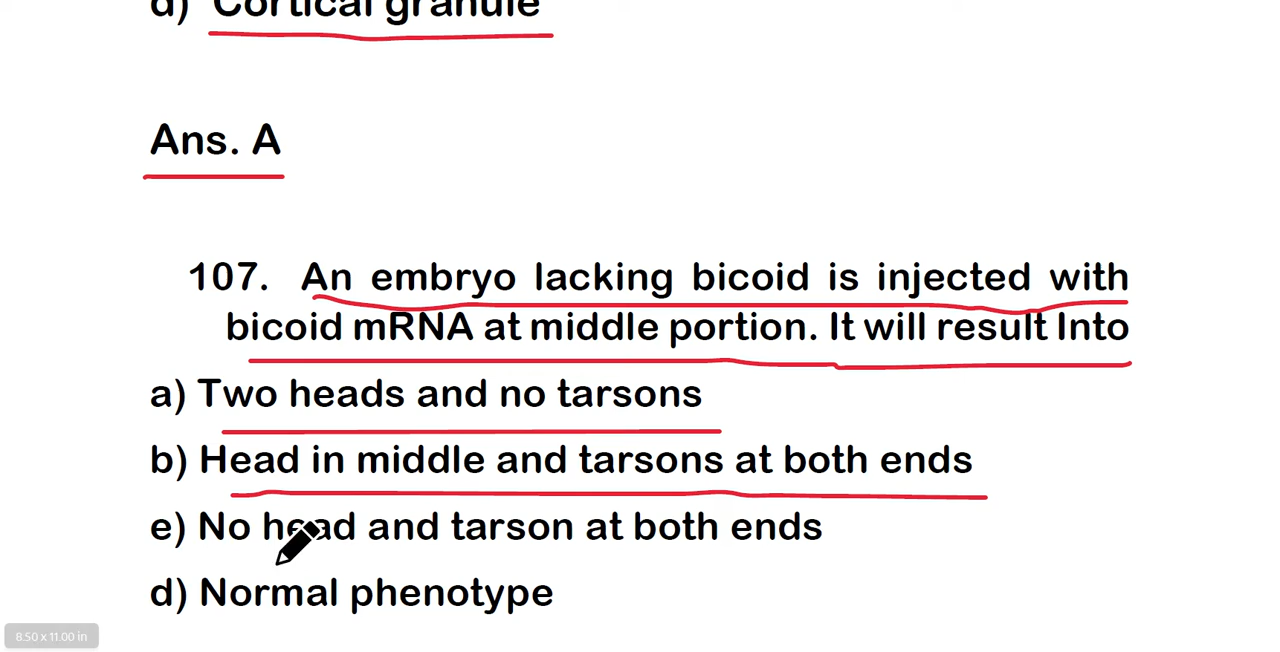 d) Cortical granule
Ans. A
107. An embryo lacking bicoid is injected with
bicoid mRNA at middle portion. It will result Into
a) Two heads and no tarsons
b) Head in middle and tarsons at both ends
e) No head and tarson at both ends
d) Normal phenotype
8.50 x 11.00 in